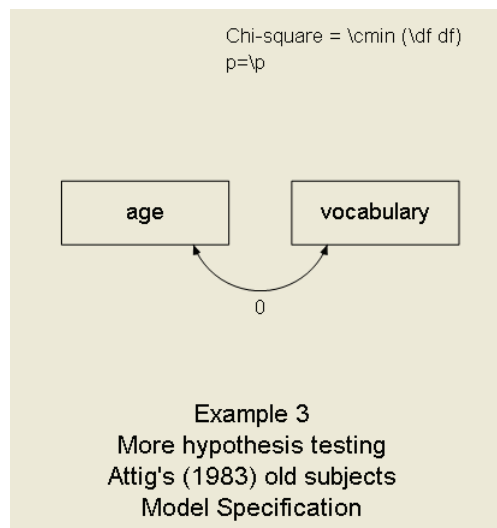 Chi-square = \cmin (\df df)
p=\p
age
vocabulary
0
Example 3
More hypothesis testing
Attig's (1983) old subjects
Model Specification